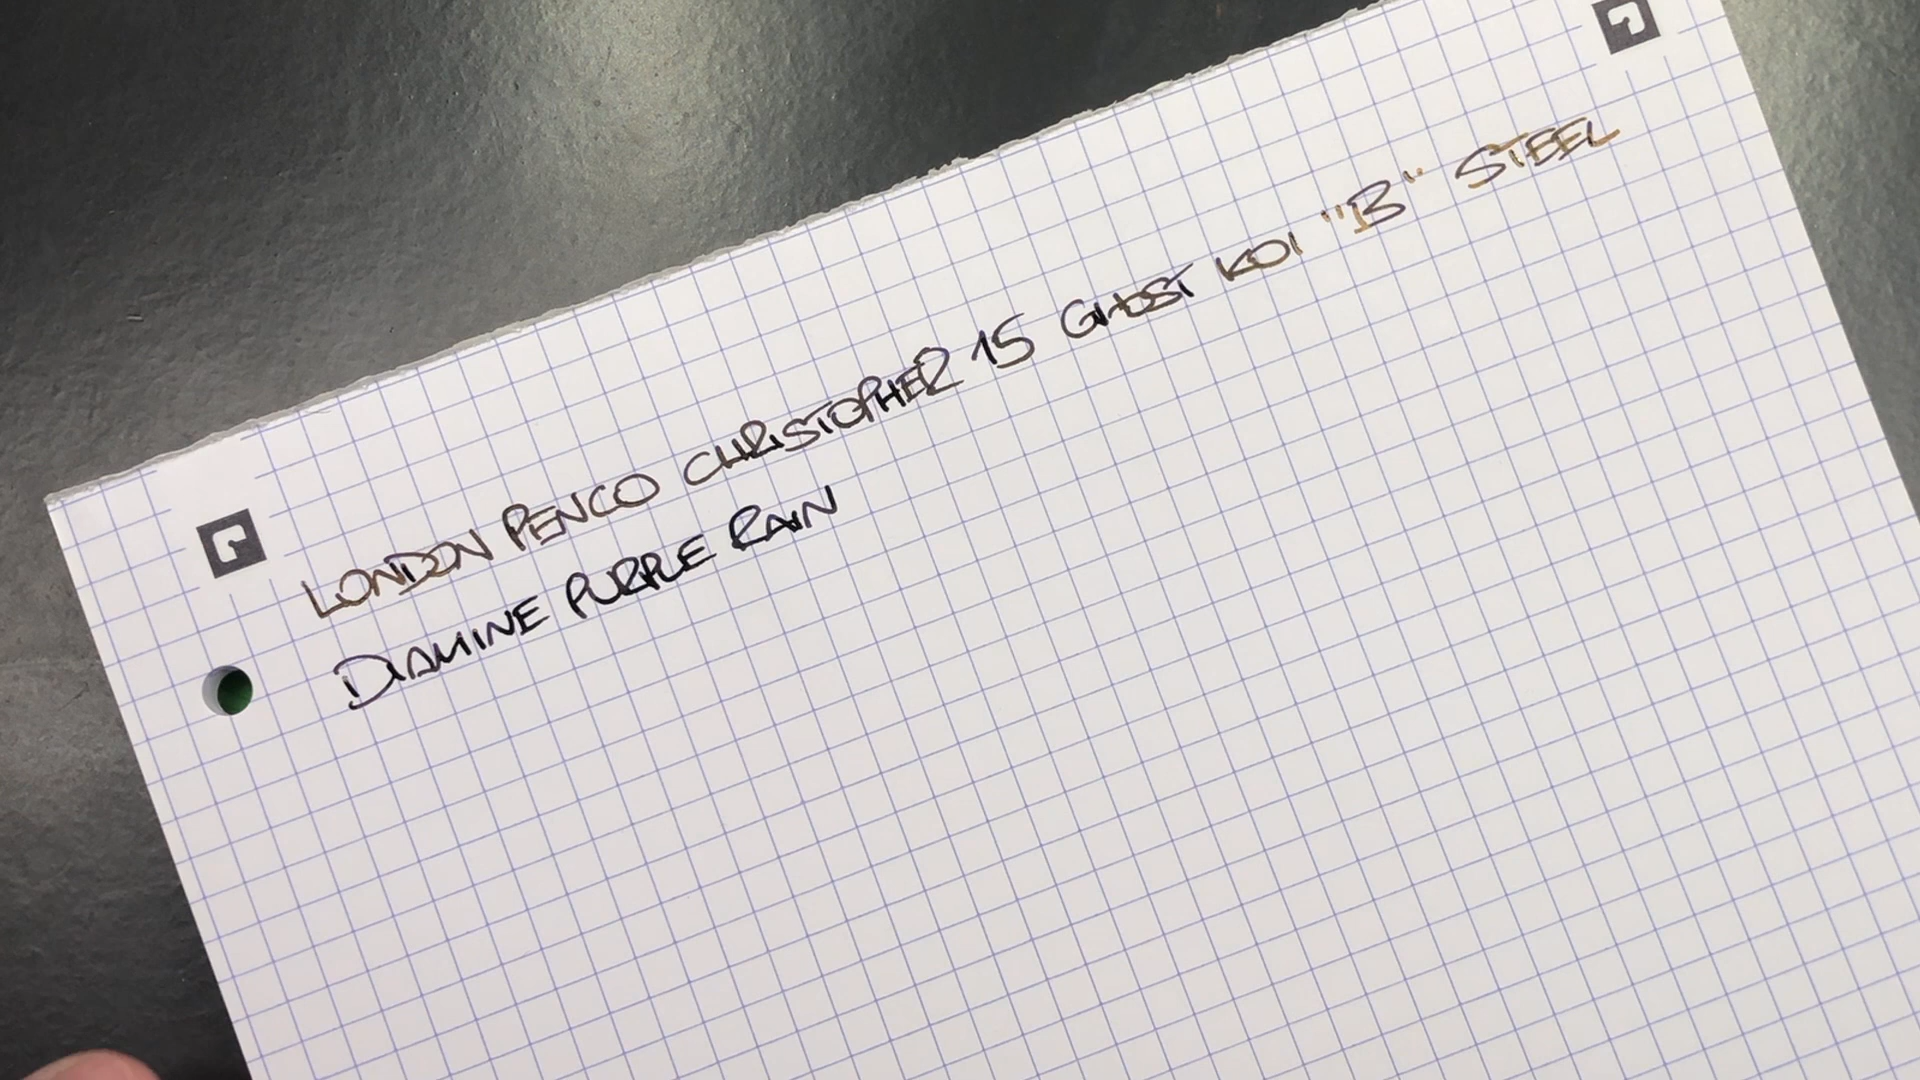 LONDON PENCO CHRISTOPHER 15 GHOST KOI "B" STEEL
DIAMINE PURPLE RAIN